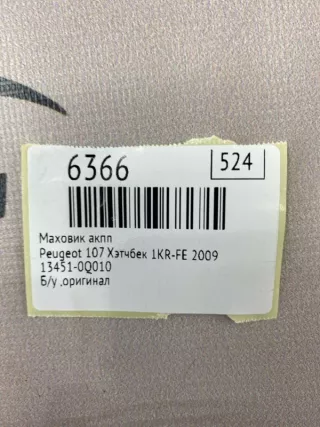 6366
524
Маховик акпп
Peugeot 107 Хэтчбек 1KR-FE 2009
13451-0Q010
Б/у ,оригинал